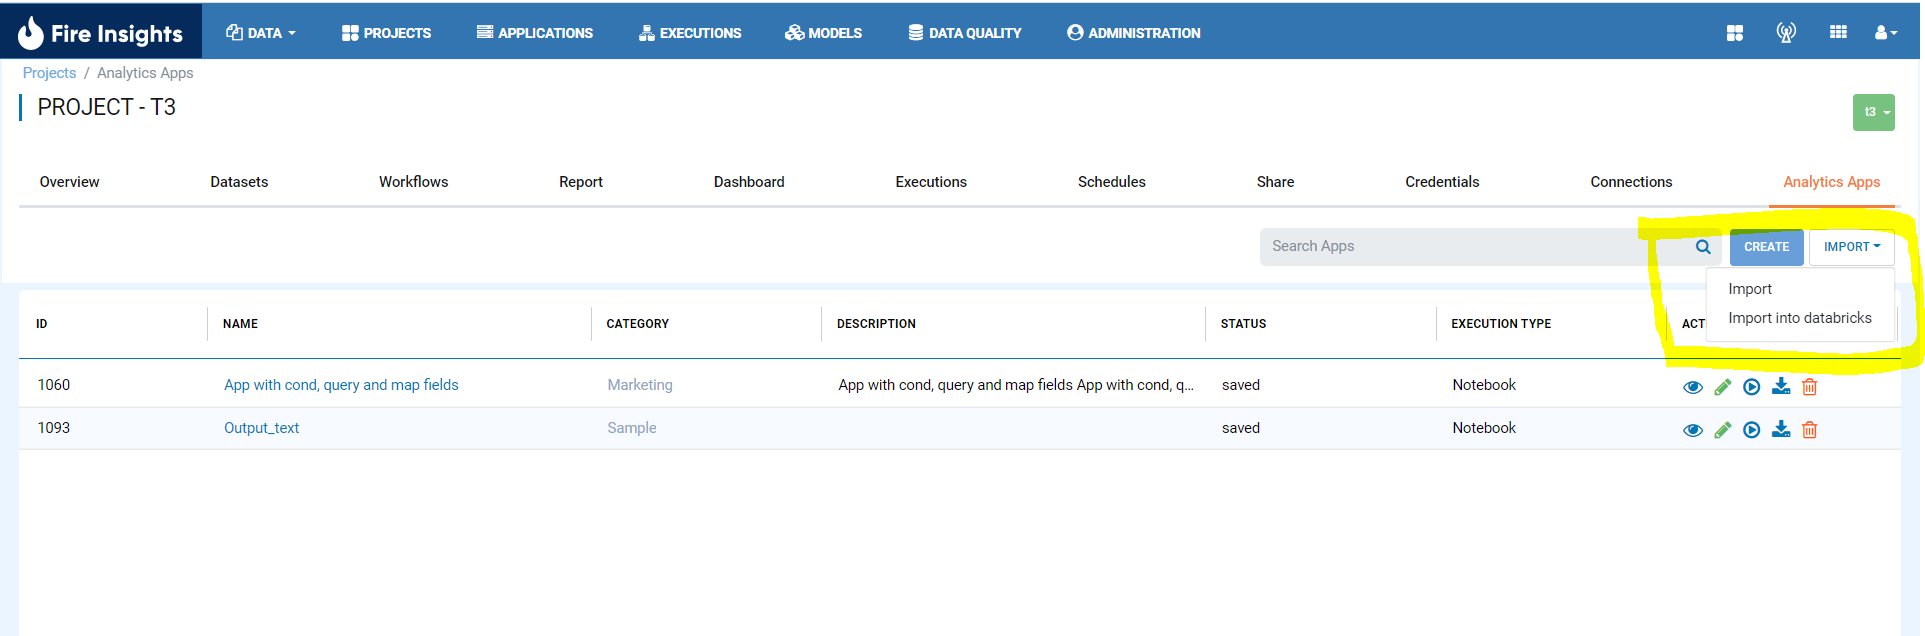 Fire Insights DATA PROJECTS APPLICATIONS EXECUTIONS MODELS DATA QUALITY ADMINISTRATION
Projects / Analytics Apps
PROJECT - T3
t3
Overview Datasets Workflows Report Dashboard Executions Schedules Share Credentials Connections Analytics Apps
Search Apps CREATE IMPORT
Import
Import into databricks
ID NAME CATEGORY DESCRIPTION STATUS EXECUTION TYPE ACT
1060 App with cond, query and map fields Marketing App with cond, query and map fields App with cond, q... saved Notebook
1093 Output_text Sample saved Notebook